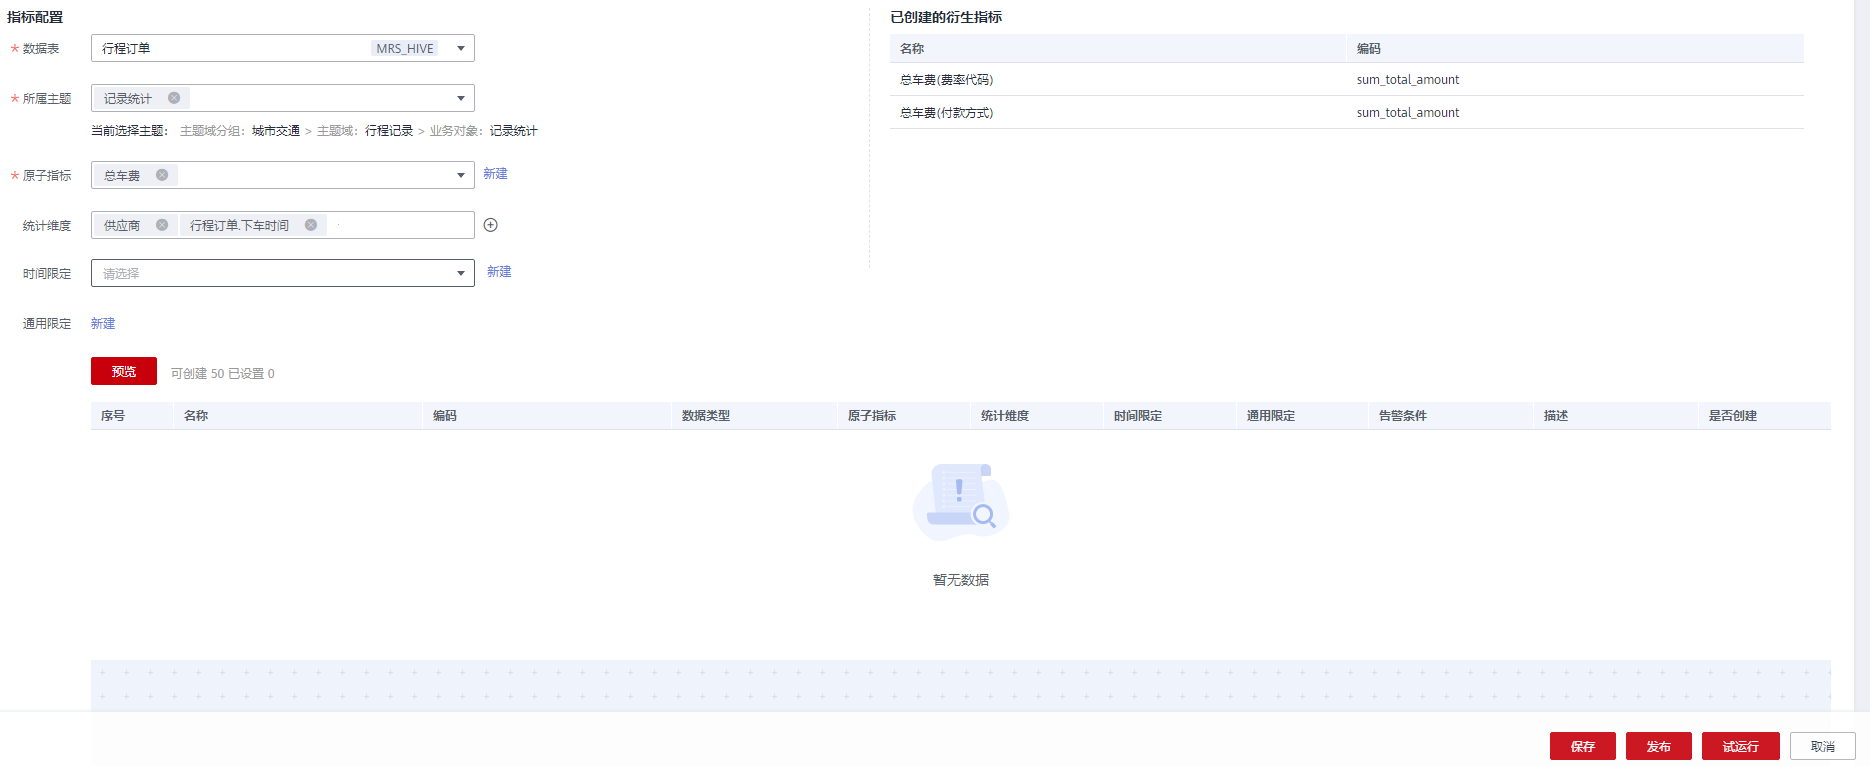 指标配置
数据表 行程订单 MRS_HIVE
所属主题 记录统计
当前选择主题： 主题域分组：城市交通 > 主题域：行程记录 > 业务对象：记录统计
原子指标 总车费 新建
统计维度 供应商 行程订单.下车时间
时间限定 请选择 新建
通用限定 新建
已创建的衍生指标
名称 编码
总车费(费率代码) sum_total_amount
总车费(付款方式) sum_total_amount
预览 可创建 50 已设置 0
序号 名称 编码 数据类型 原子指标 统计维度 时间限定 通用限定 告警条件 描述 是否创建
暂无数据
保存 发布 试运行 取消